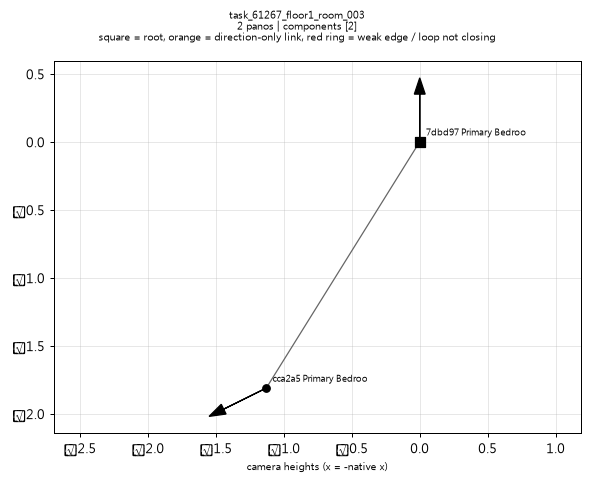 task_61267_floor1_room_003
2 panos | components [2]
square = root, orange = direction-only link, red ring = weak edge / loop not closing
0.5
7dbd97 Primary Bedroo
0.0
√0.5
√1.0
√1.5
cca2a5 Primary Bedroo
√2.0
√2.5 √2.0 √1.5 √1.0 √0.5 0.0 0.5 1.0
camera heights (x = -native x)